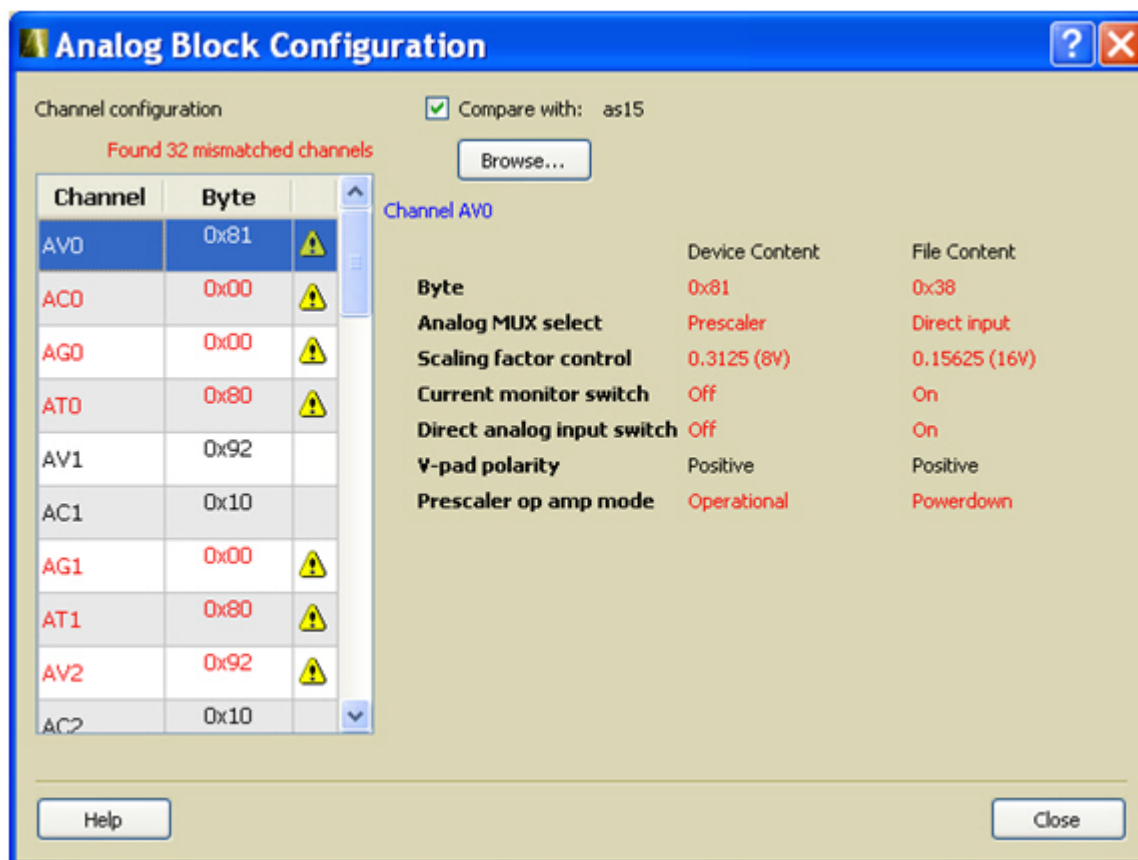 Analog Block Configuration
Channel configuration
Compare with: as15
Found 32 mismatched channels
Browse...
Channel Byte
Channel AV0
AV0 0x81
AC0 0x00
AG0 0x00
AT0 0x80
AV1 0x92
AC1 0x10
AG1 0x00
AT1 0x80
AV2 0x92
AC2 0x10
Device Content File Content
Byte 0x81 0x38
Analog MUX select Prescaler Direct input
Scaling factor control 0.3125 (8V) 0.15625 (16V)
Current monitor switch Off On
Direct analog input switch Off On
V-pad polarity Positive Positive
Prescaler op amp mode Operational Powerdown
Help
Close